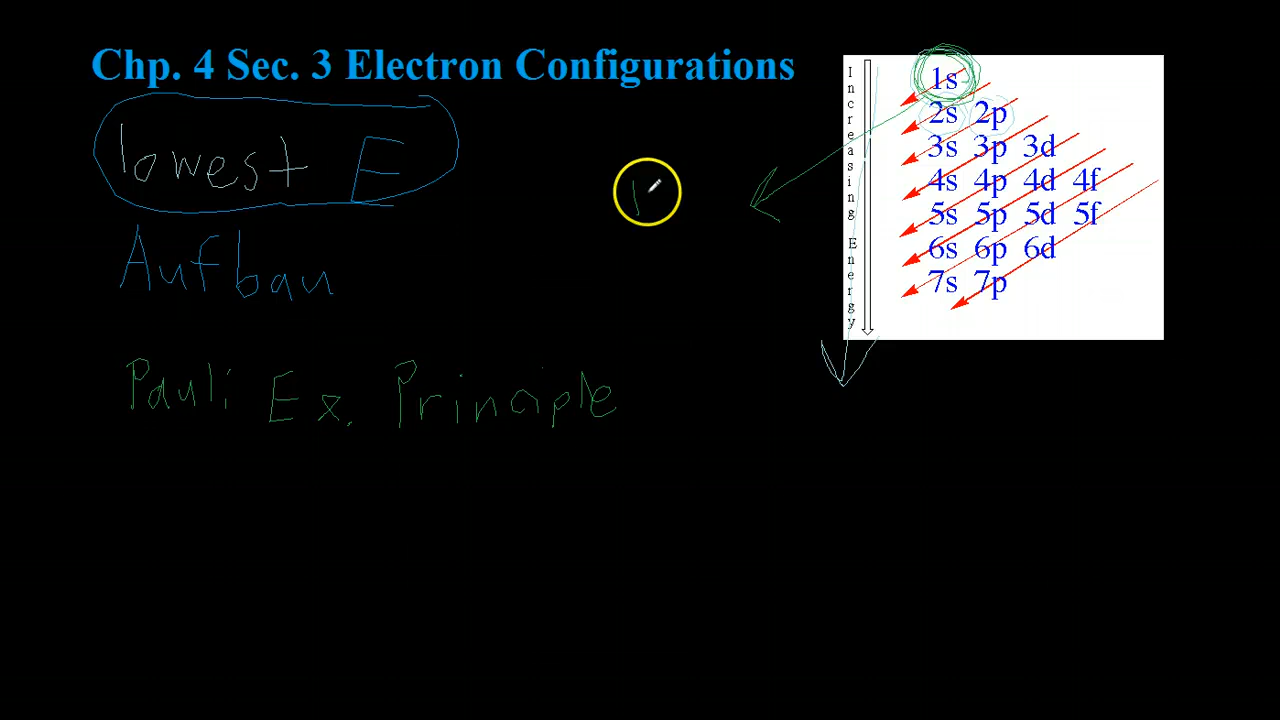 Chp. 4 Sec. 3 Electron Configurations
lowest E
Aufbau
Pauli Ex. Principle
Increasing Energy
1s
2s 2p
3s 3p 3d
4s 4p 4d 4f
5s 5p 5d 5f
6s 6p 6d
7s 7p